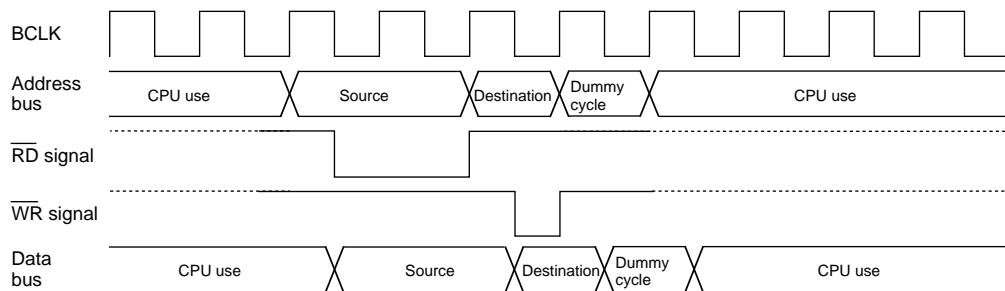 BCLK
Address
bus
CPU use
Source
Destination
Dummy
cycle
CPU use
RD signal
WR signal
Data
bus
CPU use
Source
Destination
Dummy
cycle
CPU use